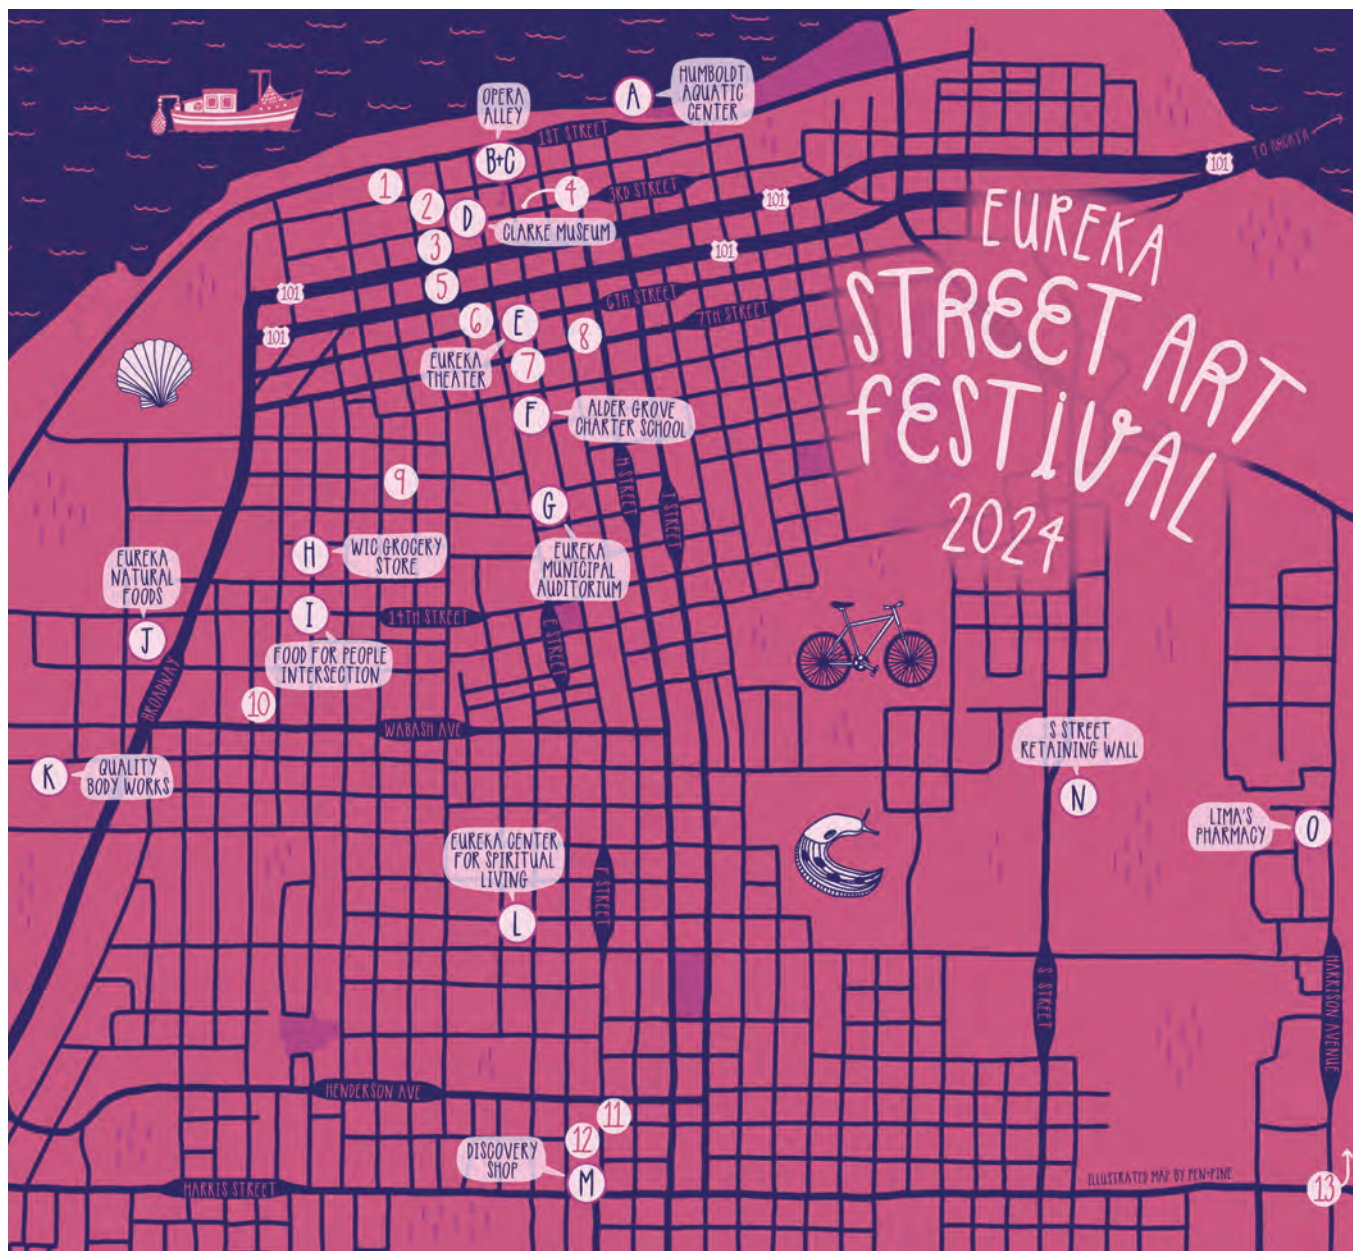 HUMBOLDT
AQUATIC
CENTER
A
OPERA
ALLEY
B+C
1ST STREET
TO ARCATA
101
1
2
D
4
3RD STREET
101
CLARKE MUSEUM
EUREKA
STREET ART
FESTIVAL
2024
3
101
5
101
101
6TH STREET
7TH STREET
6
E
8
EUREKA
THEATER
7
F
ALDER GROVE
CHARTER SCHOOL
H STREET
I STREET
9
G
EUREKA
MUNICIPAL
AUDITORIUM
H
WIC GROCERY
STORE
EUREKA
NATURAL
FOODS
J
I
14TH STREET
E STREET
FOOD FOR PEOPLE
INTERSECTION
BROADWAY
10
WABASH AVE
K
QUALITY
BODY WORKS
S STREET
RETAINING WALL
N
LIMA'S
PHARMACY
O
EUREKA CENTER
FOR SPIRITUAL
LIVING
L
F STREET
S STREET
HARRISON AVENUE
HENDERSON AVE
11
12
DISCOVERY
SHOP
M
HARRIS STREET
ILLUSTRATED MAP BY PEN+PINE
13